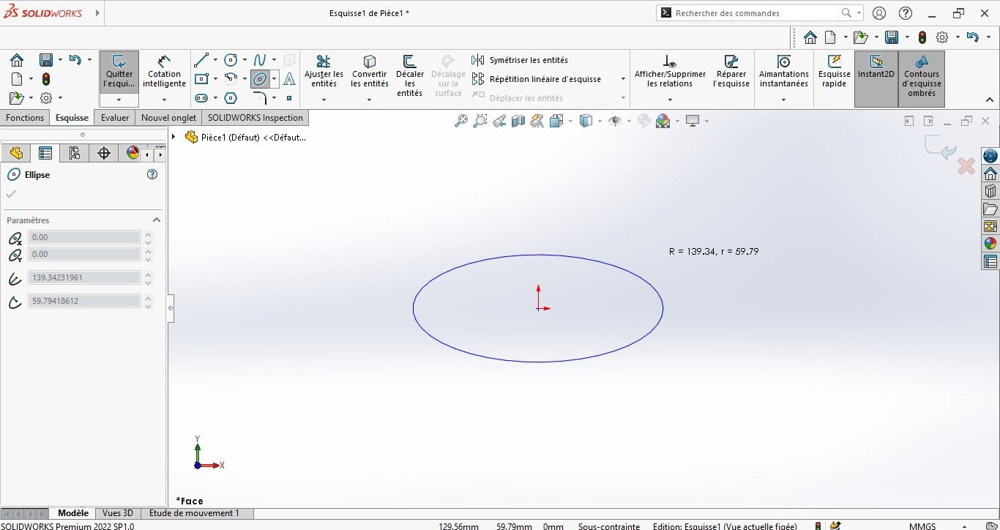 SOLIDWORKS
Esquisse1 de Pièce1 *
Rechercher des commandes
Quitter l'esqui...
Cotation intelligente
Ajuster les entités
Convertir les entités
Décaler les entités
Décalage sur la surface
Symétriser les entités
Répétition linéaire d'esquisse
Déplacer les entités
Afficher/Supprimer les relations
Réparer l'esquisse
Aimantations instantanées
Esquisse rapide
Instant2D
Contours d'esquisse ombrés
Fonctions
Esquisse
Evaluer
Nouvel onglet
SOLIDWORKS Inspection
Pièce1 (Défaut) <<Défaut...
Ellipse
Paramètres
0.00
0.00
139.34231961
59.79418612
R = 139.34, r = 59.79
Y
X
*Face
Modèle
Vues 3D
Etude de mouvement 1
SOLIDWORKS Premium 2022 SP1.0
129.56mm
59.79mm
0mm
Sous-contrainte
Edition: Esquisse1 (Vue actuelle figée)
MMGS